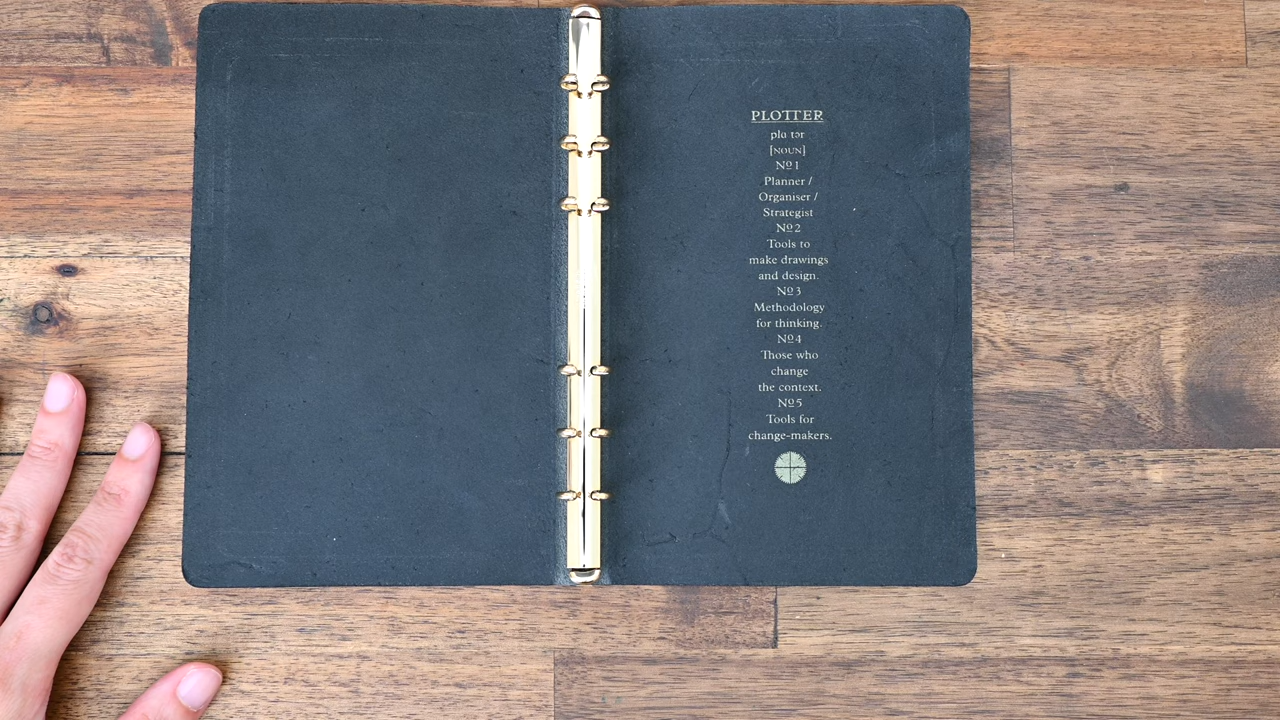 PLOTTER
plɑ tər
[NOUN]
Nº1
Planner /
Organiser /
Strategist
Nº2
Tools to
make drawings
and design.
Nº3
Methodology
for thinking.
Nº4
Those who
change
the context.
Nº5
Tools for
change-makers.